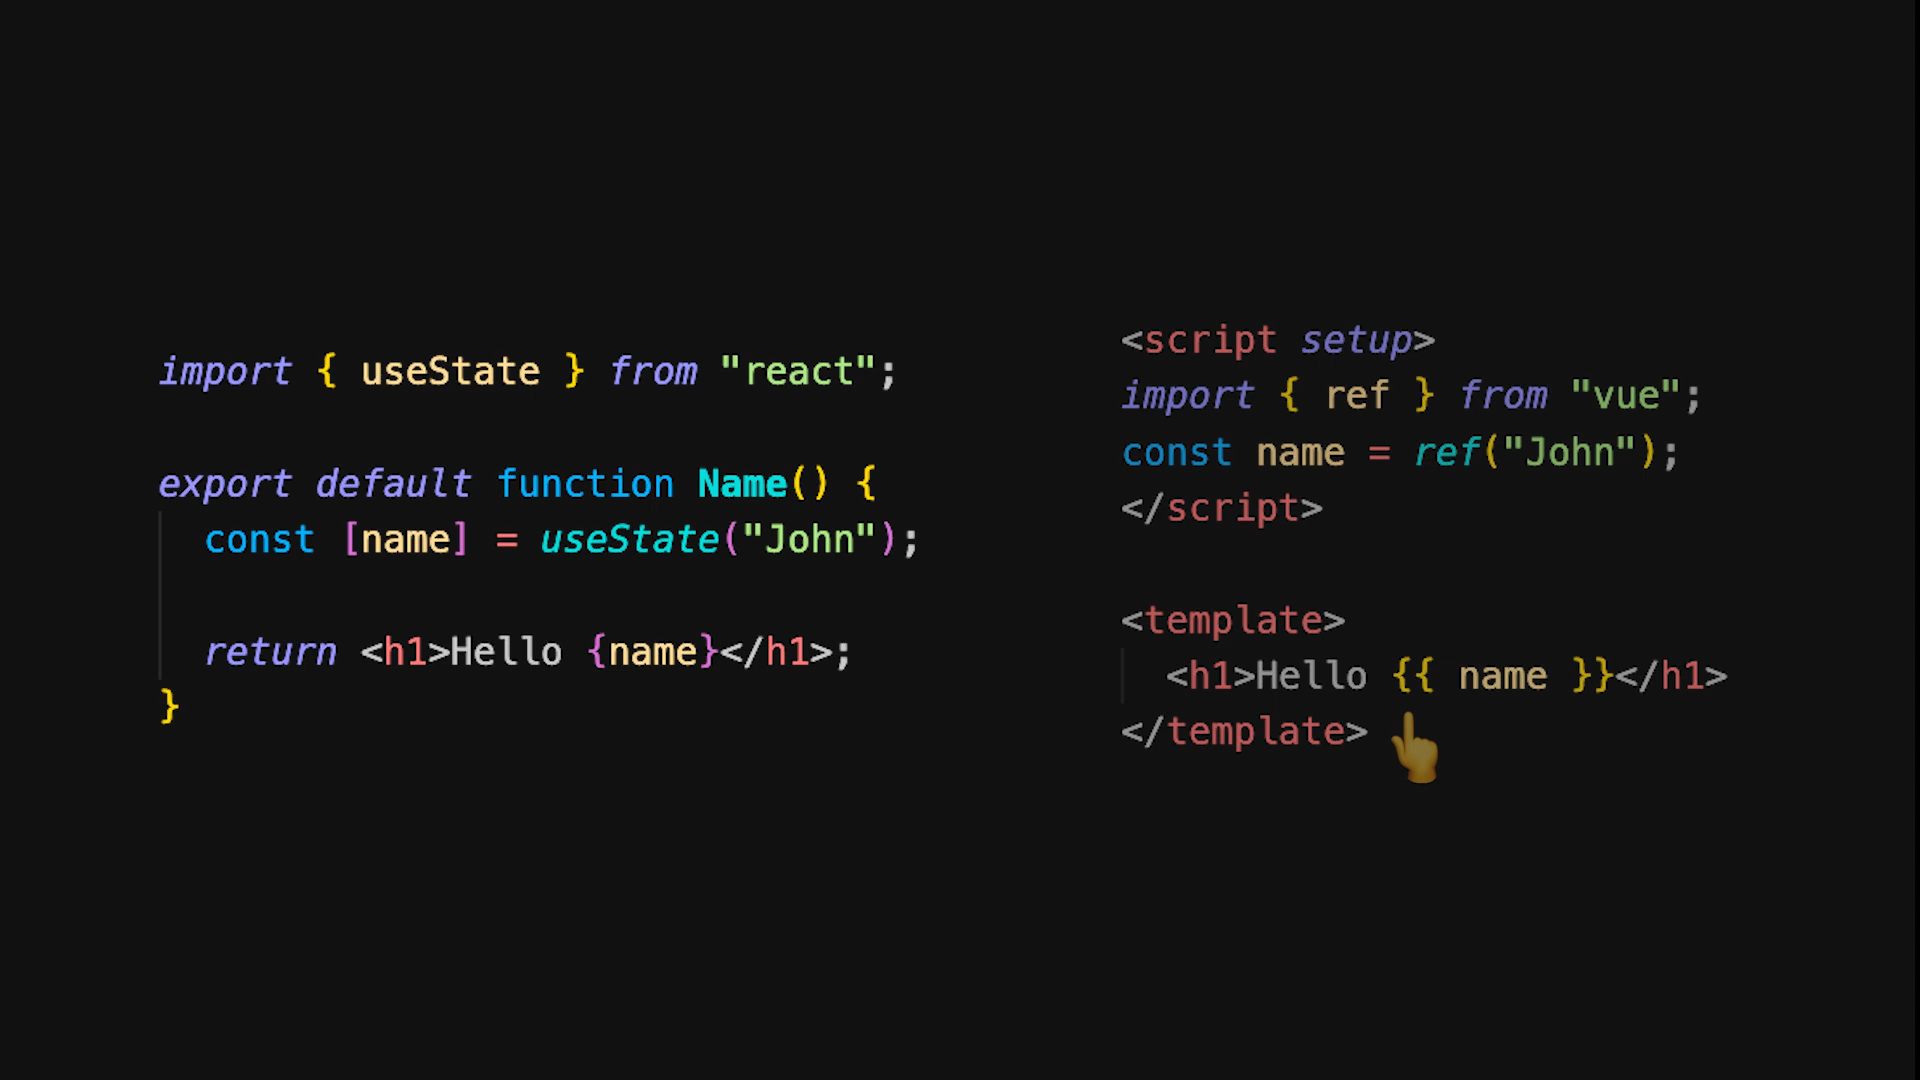 import { useState } from "react";
export default function Name() {
  const [name] = useState("John");
  return <h1>Hello {name}</h1>;
}
<script setup>
import { ref } from "vue";
const name = ref("John");
</script>
<template>
  <h1>Hello {{ name }}</h1>
</template>